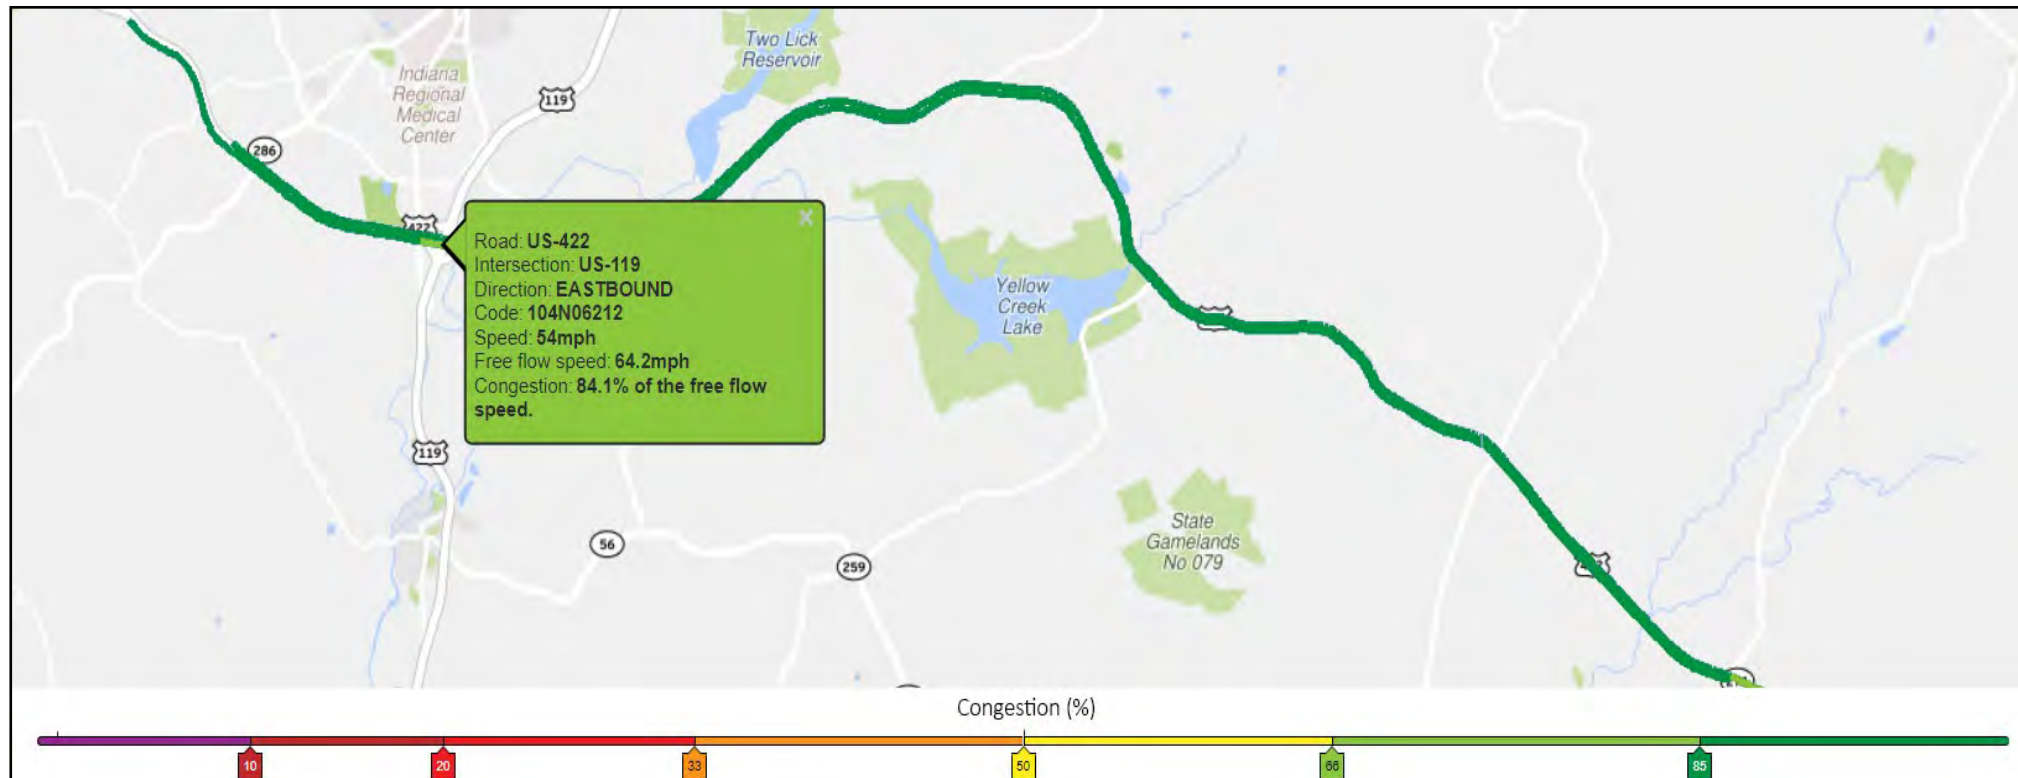 Two Lick
Reservoir
Indiana
Regional
Medical
Center
119
286
422
X
Road: US-422
Intersection: US-119
Direction: EASTBOUND
Code: 104N06212
Speed: 54mph
Free flow speed: 64.2mph
Congestion: 84.1% of the free flow
speed.
Yellow
Creek
Lake
119
State
Gamelands
No 079
56
259
Congestion (%)
10
20
33
50
66
85